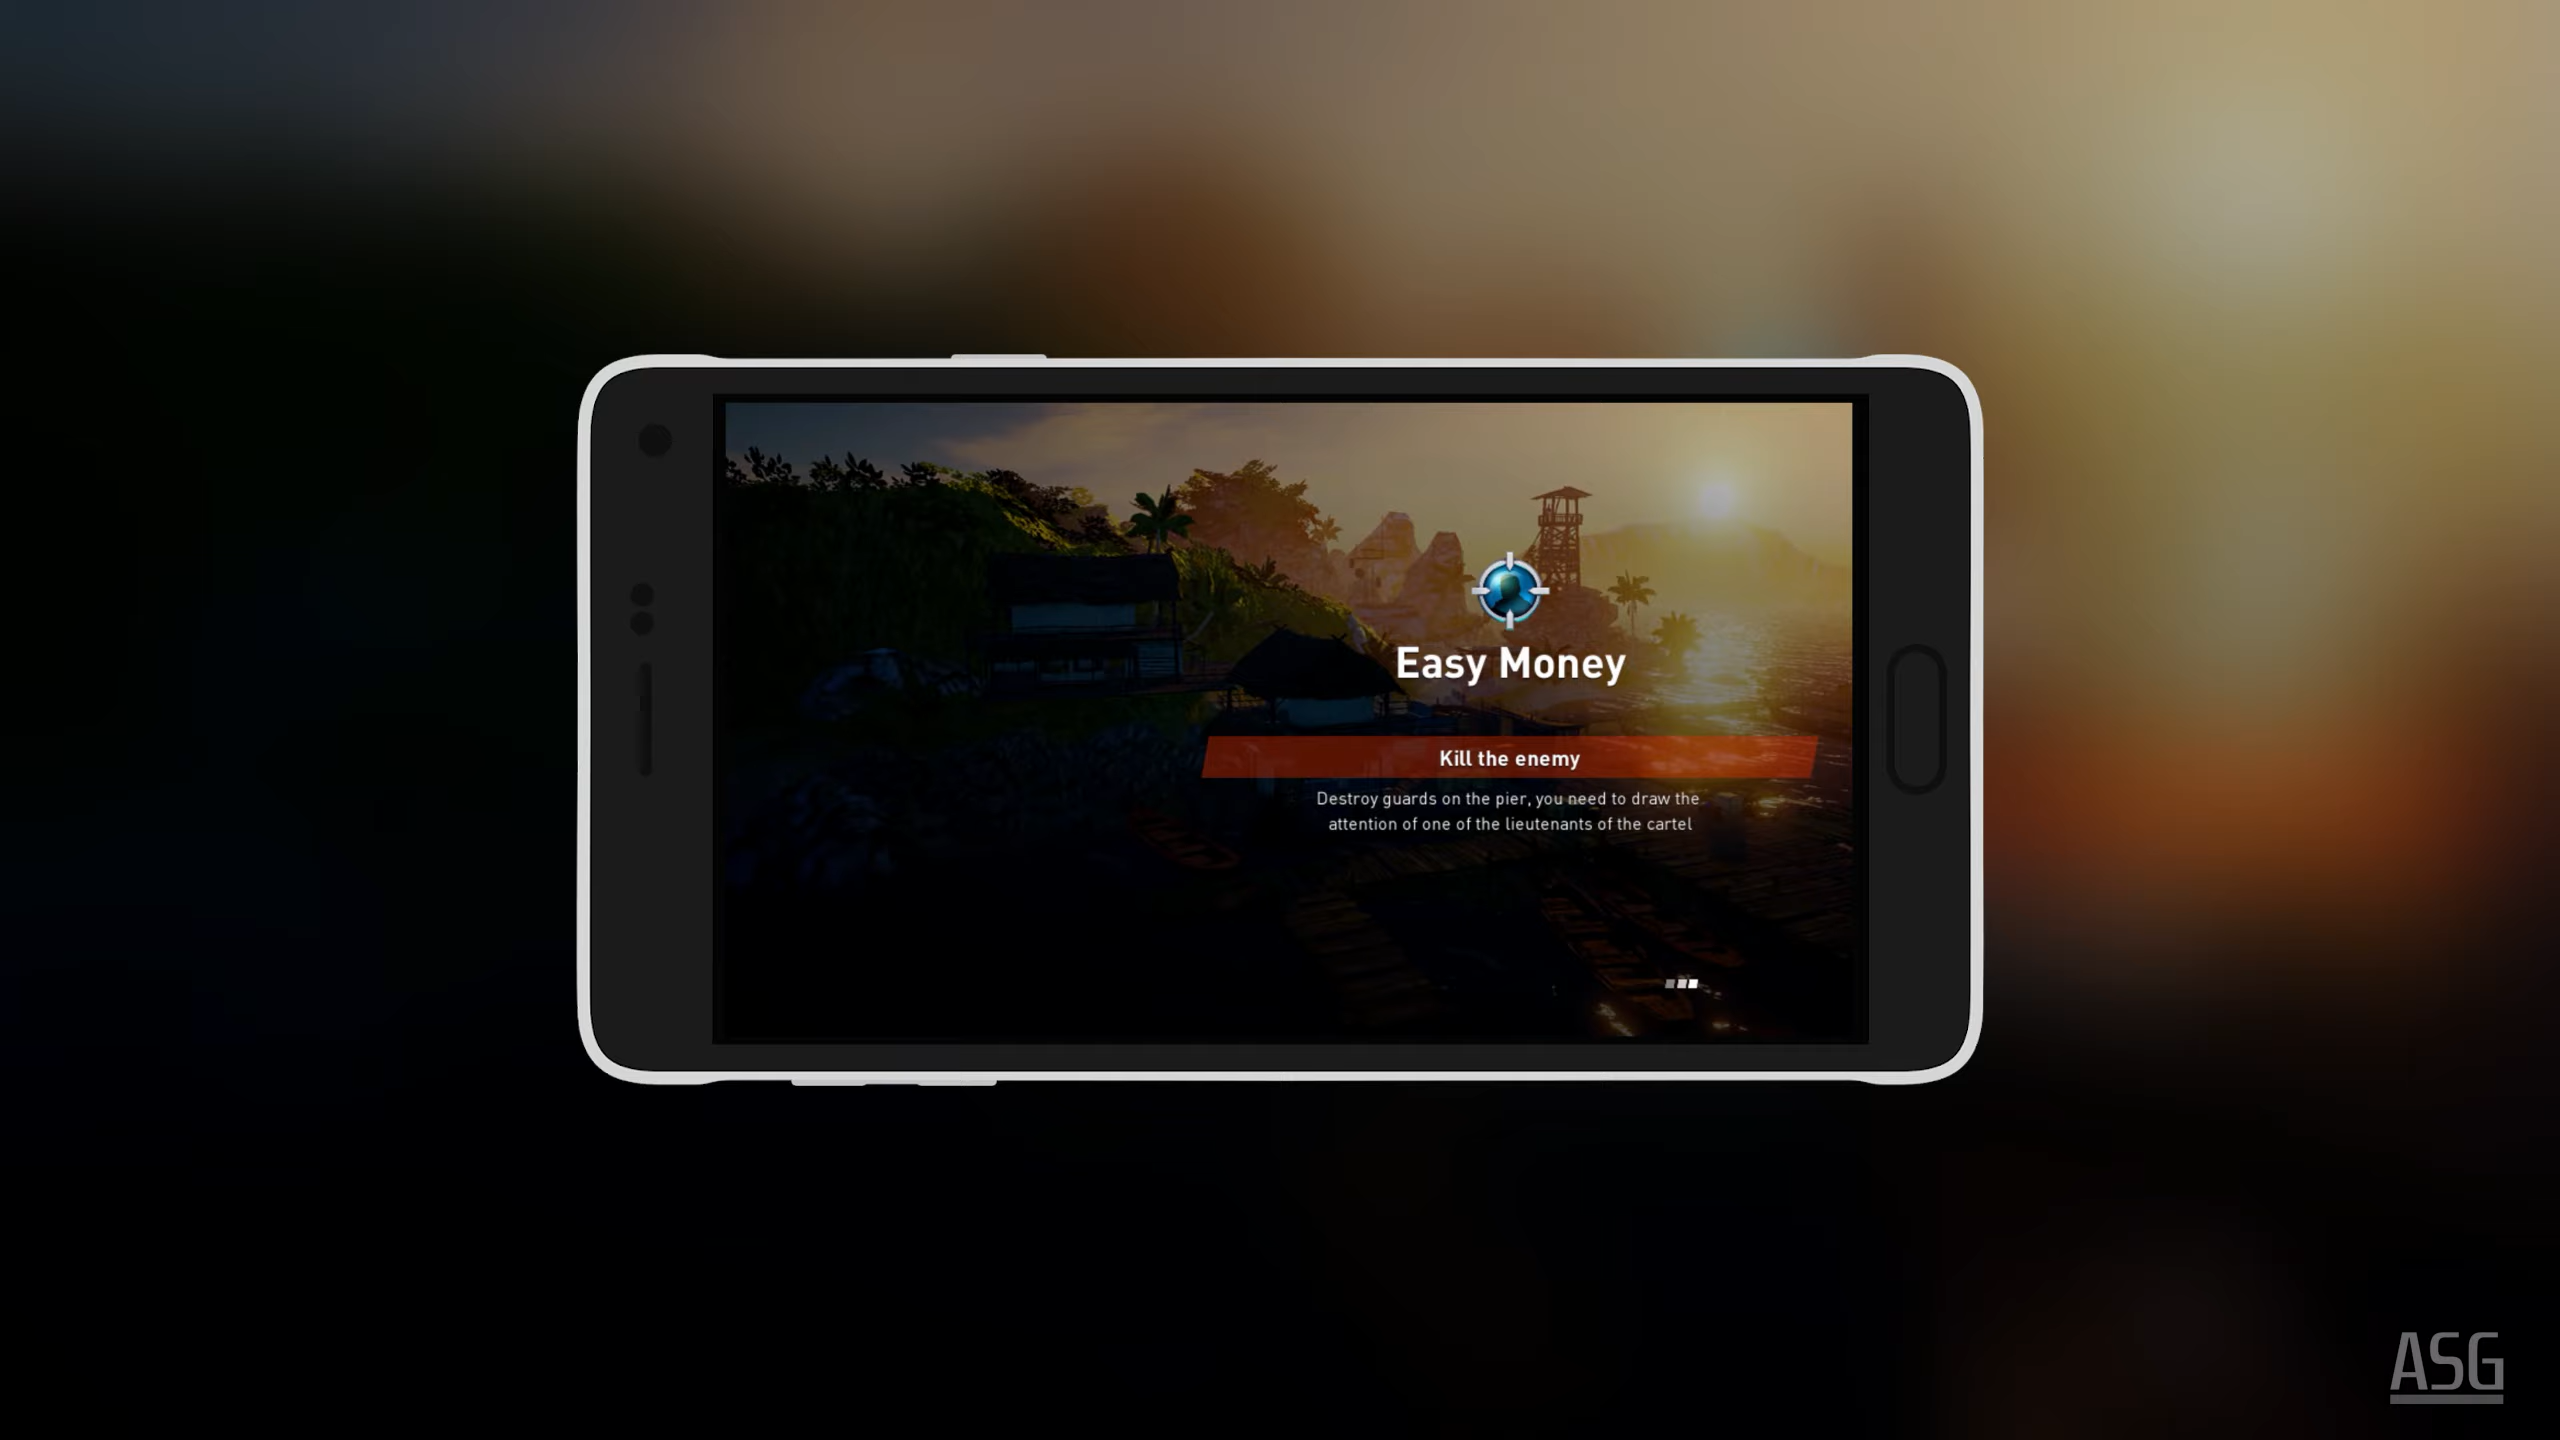 Easy Money
Kill the enemy
Destroy guards on the pier, you need to draw the
attention of one of the lieutenants of the cartel
ASG